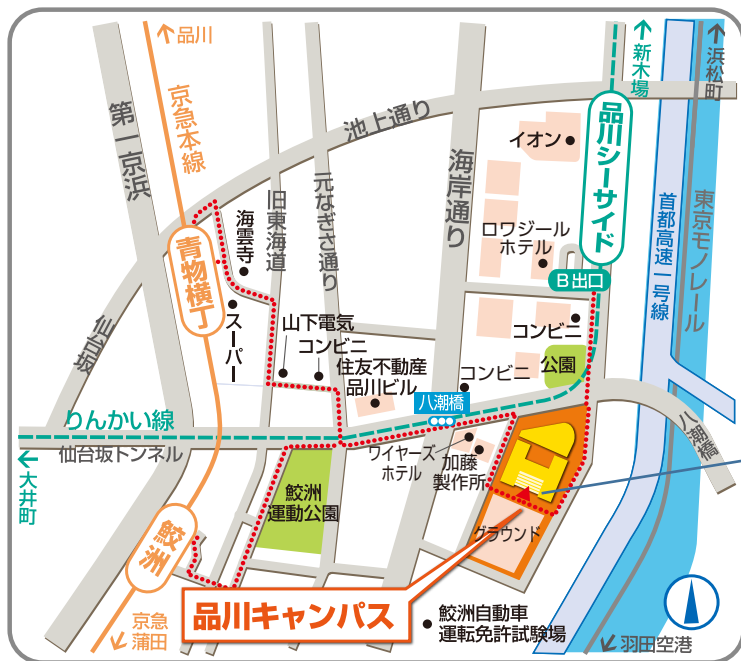 品川
新木場
浜松町
京急本線
第一京浜
池上通り
海岸通り
イオン
品川シーサイド
首都高速一号線
東京モノレール
旧東海道
元なぎさ通り
海雲寺
ロワジール
ホテル
青物横丁
B出口
スーパー
山下電気
コンビニ
コンビニ
仙台坂
住友不動産
品川ビル
コンビニ
公園
八潮橋
りんかい線
仙台坂トンネル
大井町
ワイヤーズ
ホテル
加藤
製作所
八潮橋
鮫洲
運動公園
グラウンド
鮫洲
品川キャンパス
京急
蒲田
鮫洲自動車
運転免許試験場
羽田空港